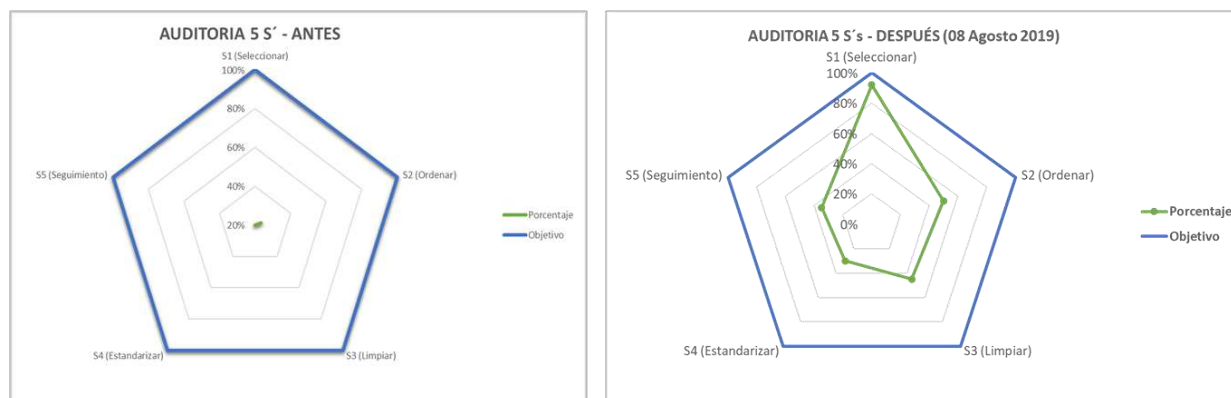 AUDITORIA 5 S´ - ANTES
S1 (Seleccionar)
100%
80%
60%
40%
20%
S2 (Ordenar)
S3 (Limpiar)
S4 (Estandarizar)
S5 (Seguimiento)
Porcentaje
Objetivo
AUDITORIA 5 S´s - DESPUÉS (08 Agosto 2019)
S1 (Seleccionar)
100%
80%
60%
40%
20%
0%
S2 (Ordenar)
S3 (Limpiar)
S4 (Estandarizar)
S5 (Seguimiento)
Porcentaje
Objetivo